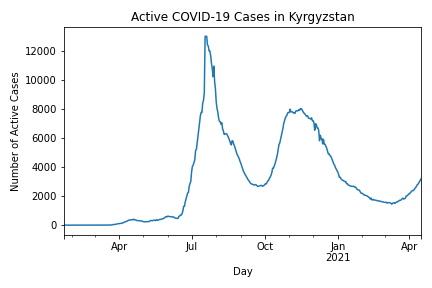 Active COVID-19 Cases in Kyrgyzstan
Number of Active Cases
12000
10000
8000
6000
4000
2000
0
Apr
Jul
Oct
Jan
2021
Apr
Day